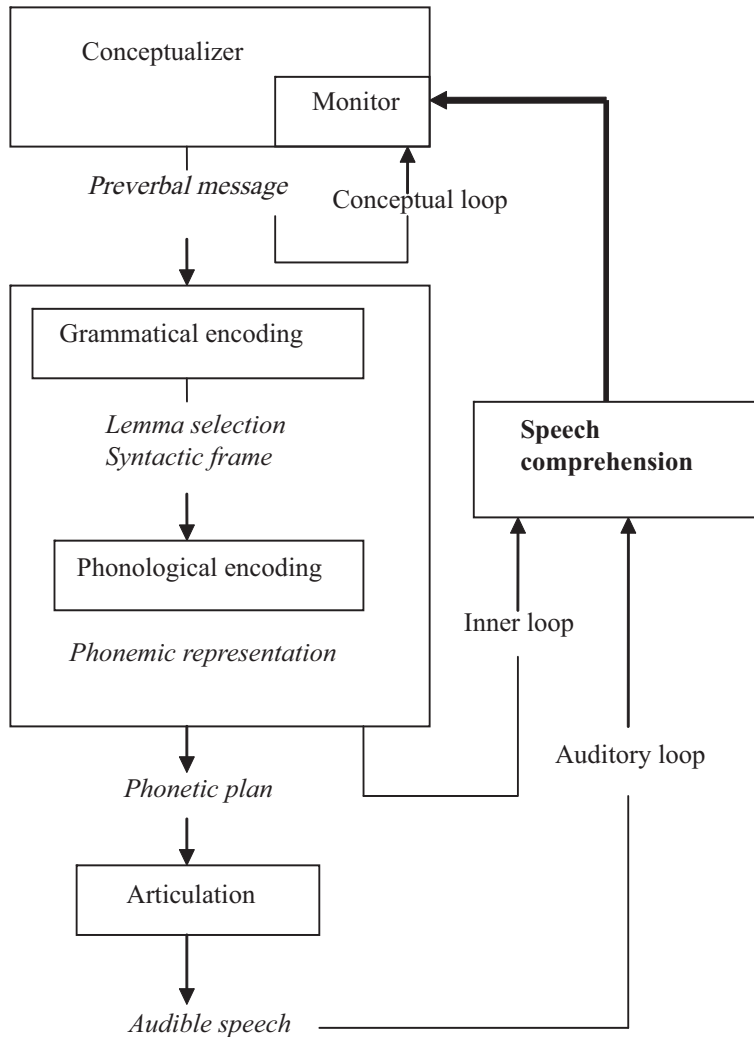 Conceptualizer
Monitor
Preverbal message
Conceptual loop
Grammatical encoding
Lemma selection
Syntactic frame
Speech
comprehension
Phonological encoding
Inner loop
Phonemic representation
Auditory loop
Phonetic plan
Articulation
Audible speech